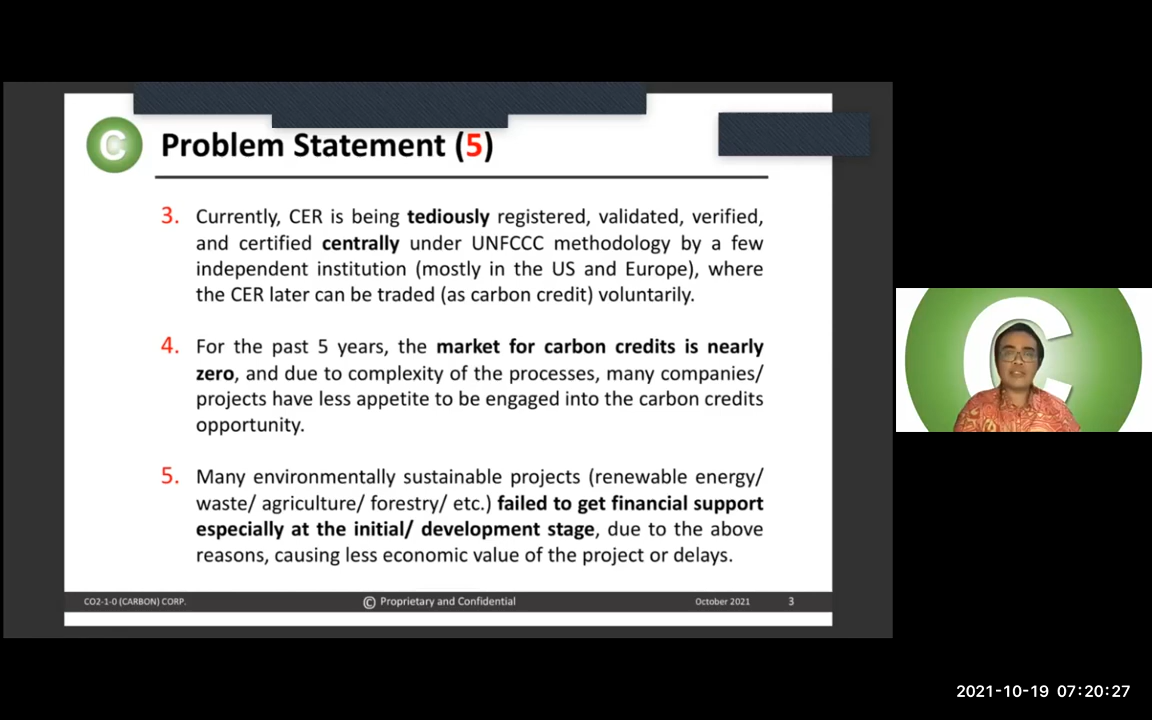 C
Problem Statement (5)
3. Currently, CER is being tediously registered, validated, verified,
and certified centrally under UNFCCC methodology by a few
independent institution (mostly in the US and Europe), where
the CER later can be traded (as carbon credit) voluntarily.
4. For the past 5 years, the market for carbon credits is nearly
zero, and due to complexity of the processes, many companies/
projects have less appetite to be engaged into the carbon credits
opportunity.
5. Many environmentally sustainable projects (renewable energy/
waste/ agriculture/ forestry/ etc.) failed to get financial support
especially at the initial/ development stage, due to the above
reasons, causing less economic value of the project or delays.
CO2-1-0 (CARBON) CORP. © Proprietary and Confidential October 2021 3
C
2021-10-19 07:20:27